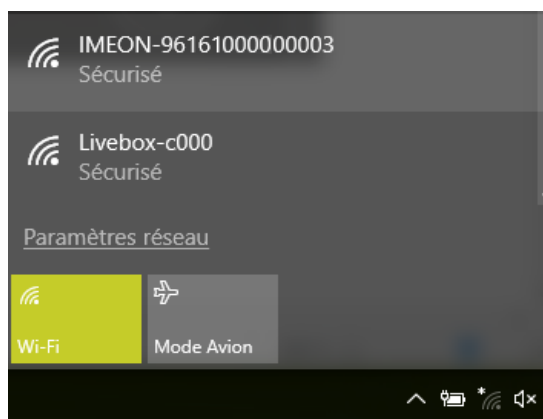 IMEON-96161000000003
Sécurisé
Livebox-c000
Sécurisé
Paramètres réseau
Wi-Fi
Mode Avion